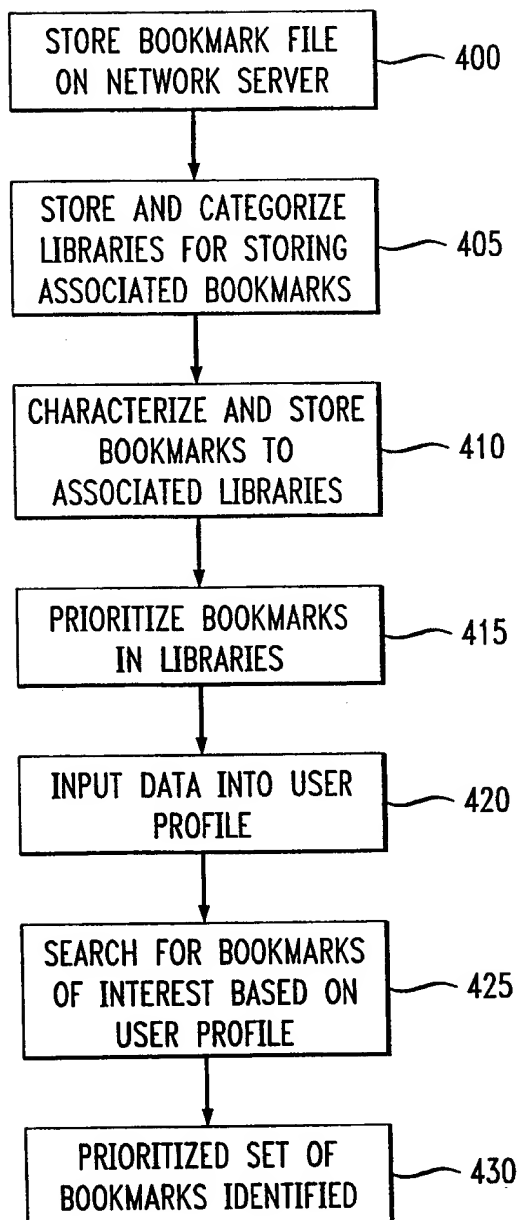 STORE BOOKMARK FILE
ON NETWORK SERVER
400
STORE AND CATEGORIZE
LIBRARIES FOR STORING
ASSOCIATED BOOKMARKS
405
CHARACTERIZE AND STORE
BOOKMARKS TO
ASSOCIATED LIBRARIES
410
PRIORITIZE BOOKMARKS
IN LIBRARIES
415
INPUT DATA INTO USER
PROFILE
420
SEARCH FOR BOOKMARKS
OF INTEREST BASED ON
USER PROFILE
425
PRIORITIZED SET OF
BOOKMARKS IDENTIFIED
430